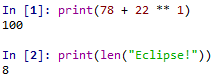 In [1]: print(78 + 22 ** 1)
100
In [2]: print(len("Eclipse!"))
8